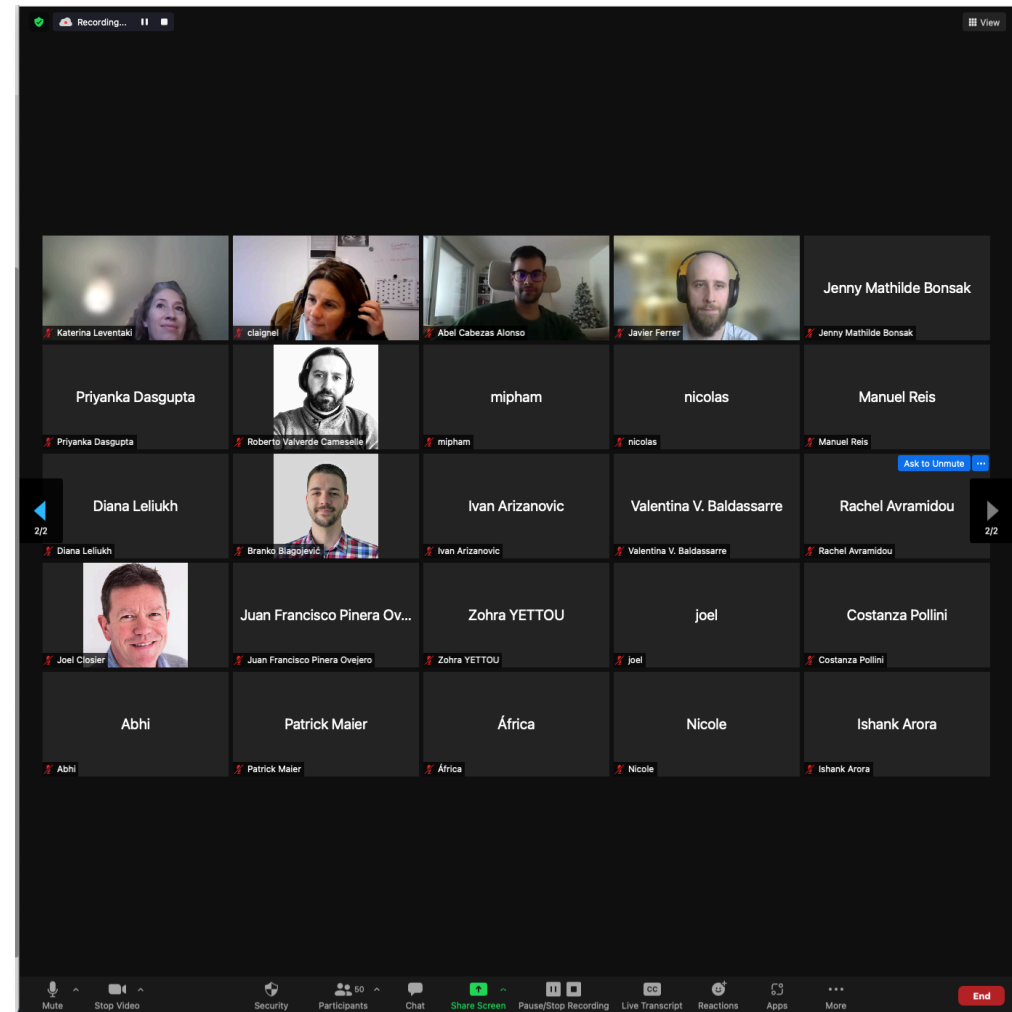 Recording...
View
Katerina Leventaki
claignel
Abel Cabezas Alonso
Javier Ferrer
Jenny Mathilde Bonsak
Jenny Mathilde Bonsak
Priyanka Dasgupta
Priyanka Dasgupta
Roberto Valverde Cameselle
mipham
mipham
nicolas
nicolas
Manuel Reis
Manuel Reis
Diana Leliukh
Diana Leliukh
Branko Blagojević
Ivan Arizanovic
Ivan Arizanovic
Valentina V. Baldassarre
Valentina V. Baldassarre
Ask to Unmute
Rachel Avramidou
Rachel Avramidou
2/2
2/2
Joel Closier
Juan Francisco Pinera Ov...
Juan Francisco Pinera Ovejero
Zohra YETTOU
Zohra YETTOU
joel
joel
Costanza Pollini
Costanza Pollini
Abhi
Abhi
Patrick Maier
Patrick Maier
África
África
Nicole
Nicole
Ishank Arora
Ishank Arora
Mute
Stop Video
Security
50
Participants
Chat
Share Screen
Pause/Stop Recording
CC
Live Transcript
Reactions
Apps
More
End